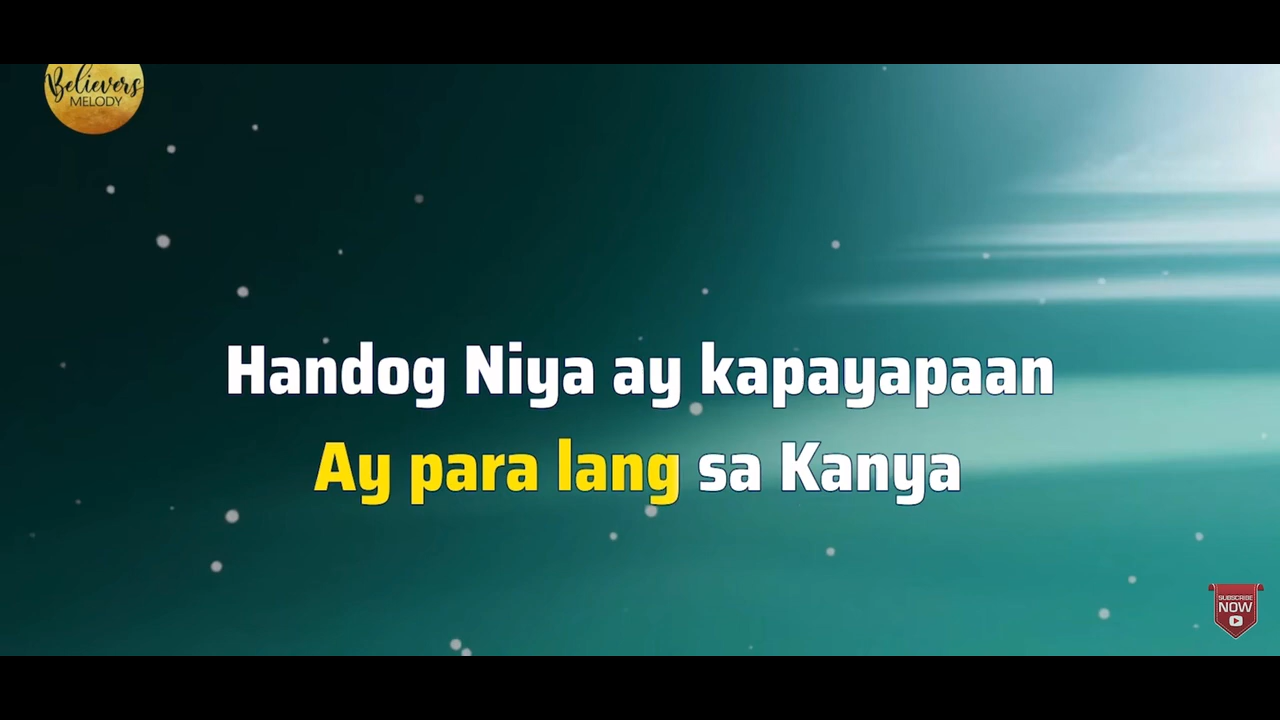 Believers
MELODY
Handog Niya ay kapayapaan
Ay para lang sa Kanya
SUBSCRIBE
NOW